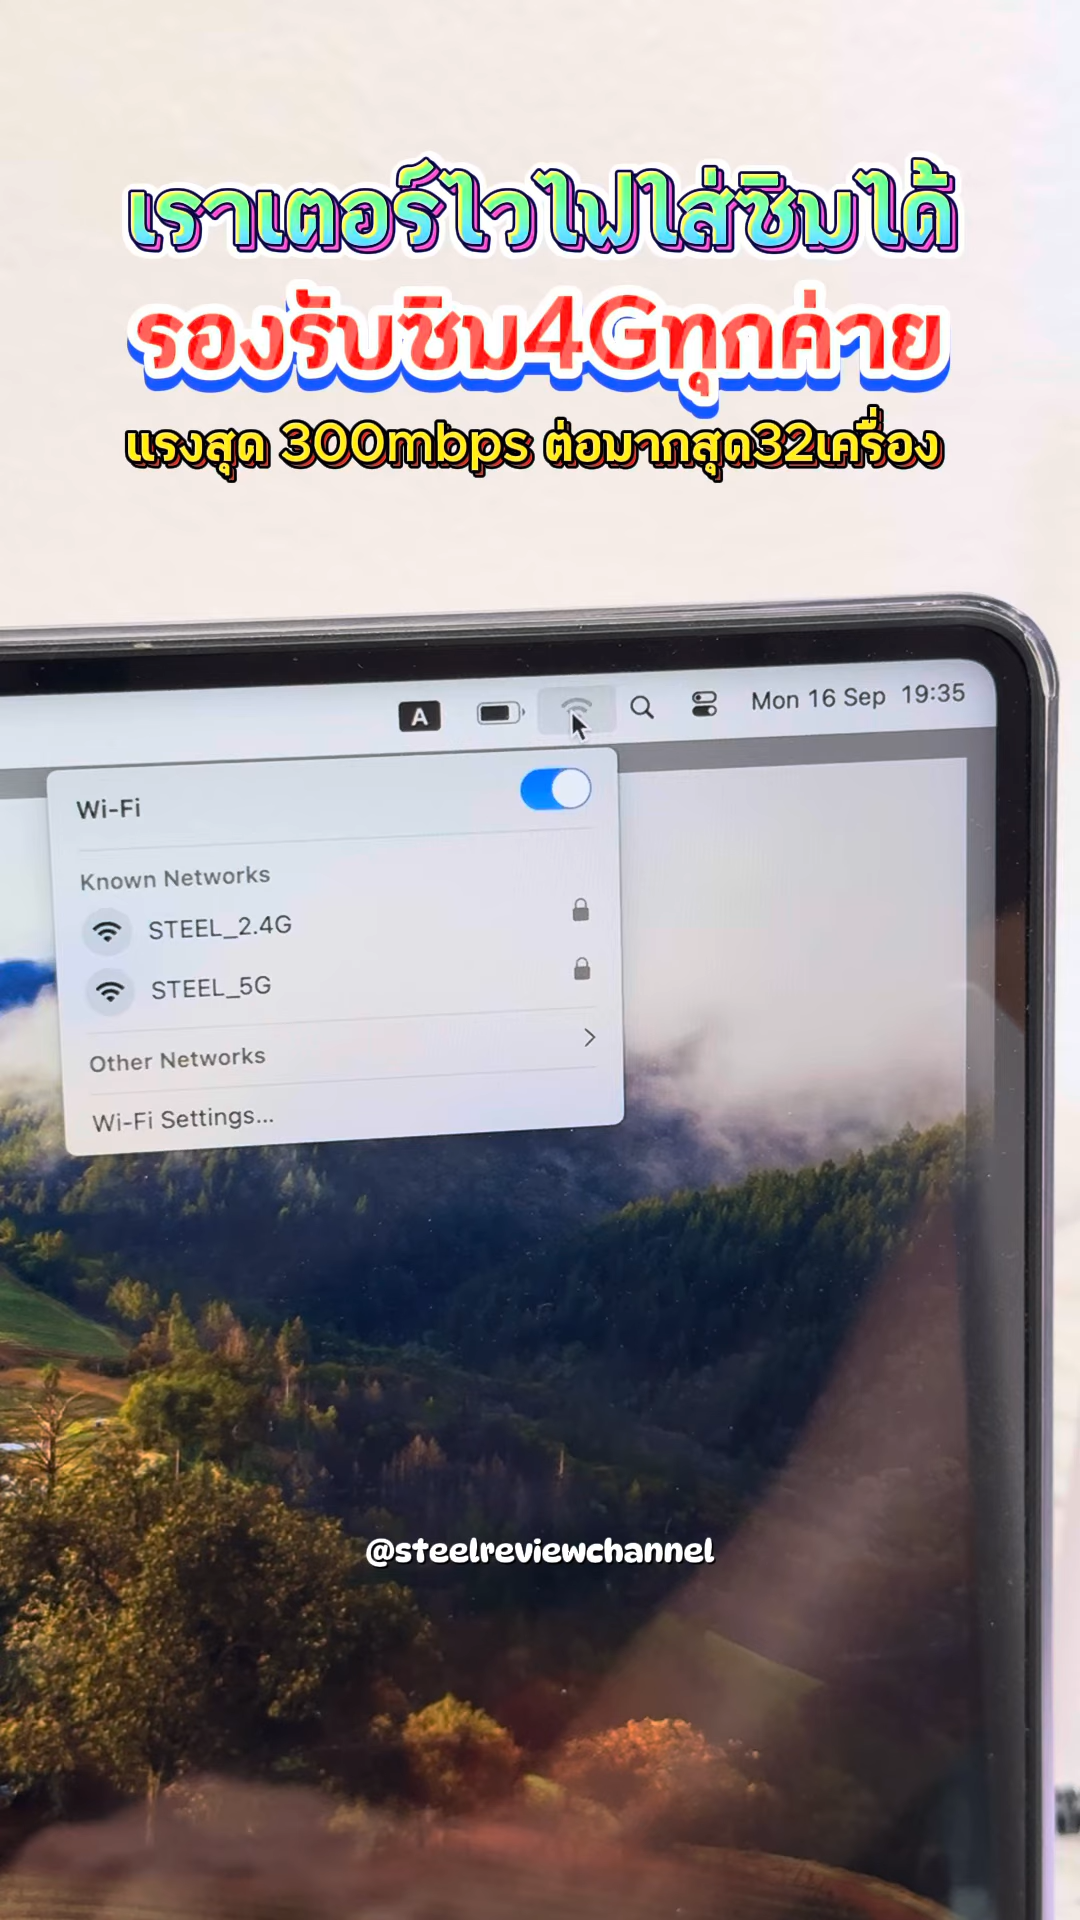 เราเตอร์ไวไฟใส่ซิมได้
รองรับซิม4Gทุกค่าย
แรงสุด 300mbps ต่อมากสุด32เครื่อง
A
Mon 16 Sep 19:35
Wi-Fi
Known Networks
STEEL_2.4G
STEEL_5G
Other Networks
Wi-Fi Settings...
@steelreviewchannel